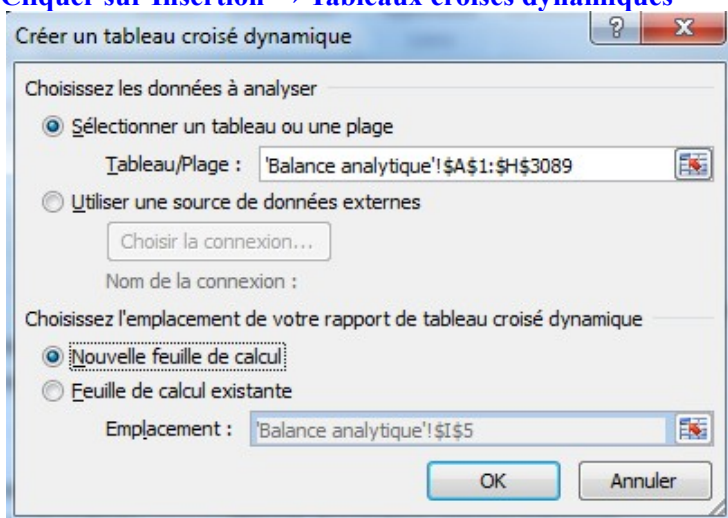 Cliquer sur Insertion → Tableaux croisés dynamiques
Créer un tableau croisé dynamique
Choisissez les données à analyser
Sélectionner un tableau ou une plage
Tableau/Plage : 'Balance analytique'!$A$1:$H$3089
Utiliser une source de données externes
Choisir la connexion...
Nom de la connexion :
Choisissez l'emplacement de votre rapport de tableau croisé dynamique
Nouvelle feuille de calcul
Feuille de calcul existante
Emplacement : 'Balance analytique'!$I$5
OK Annuler